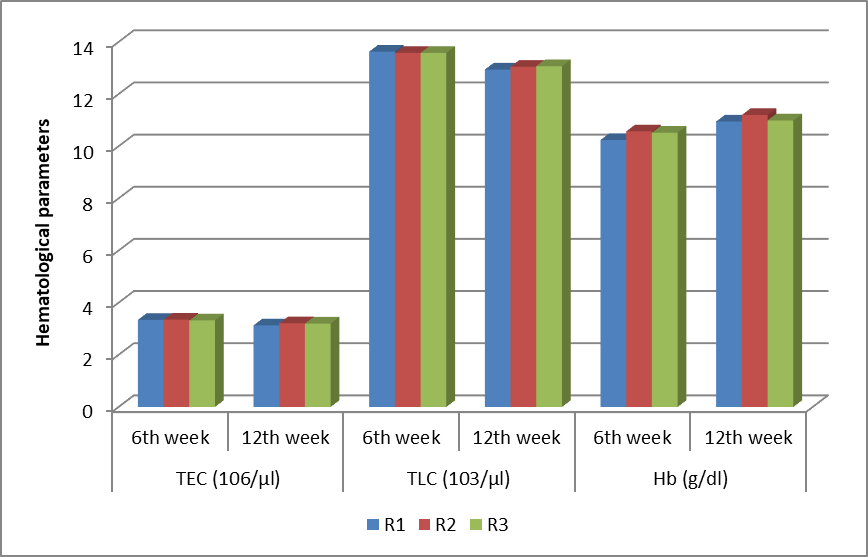 Hematological parameters
14
12
10
8
6
4
2
0
6th week 12th week 6th week 12th week 6th week 12th week
TEC (106/µl) TLC (103/µl) Hb (g/dl)
R1 R2 R3